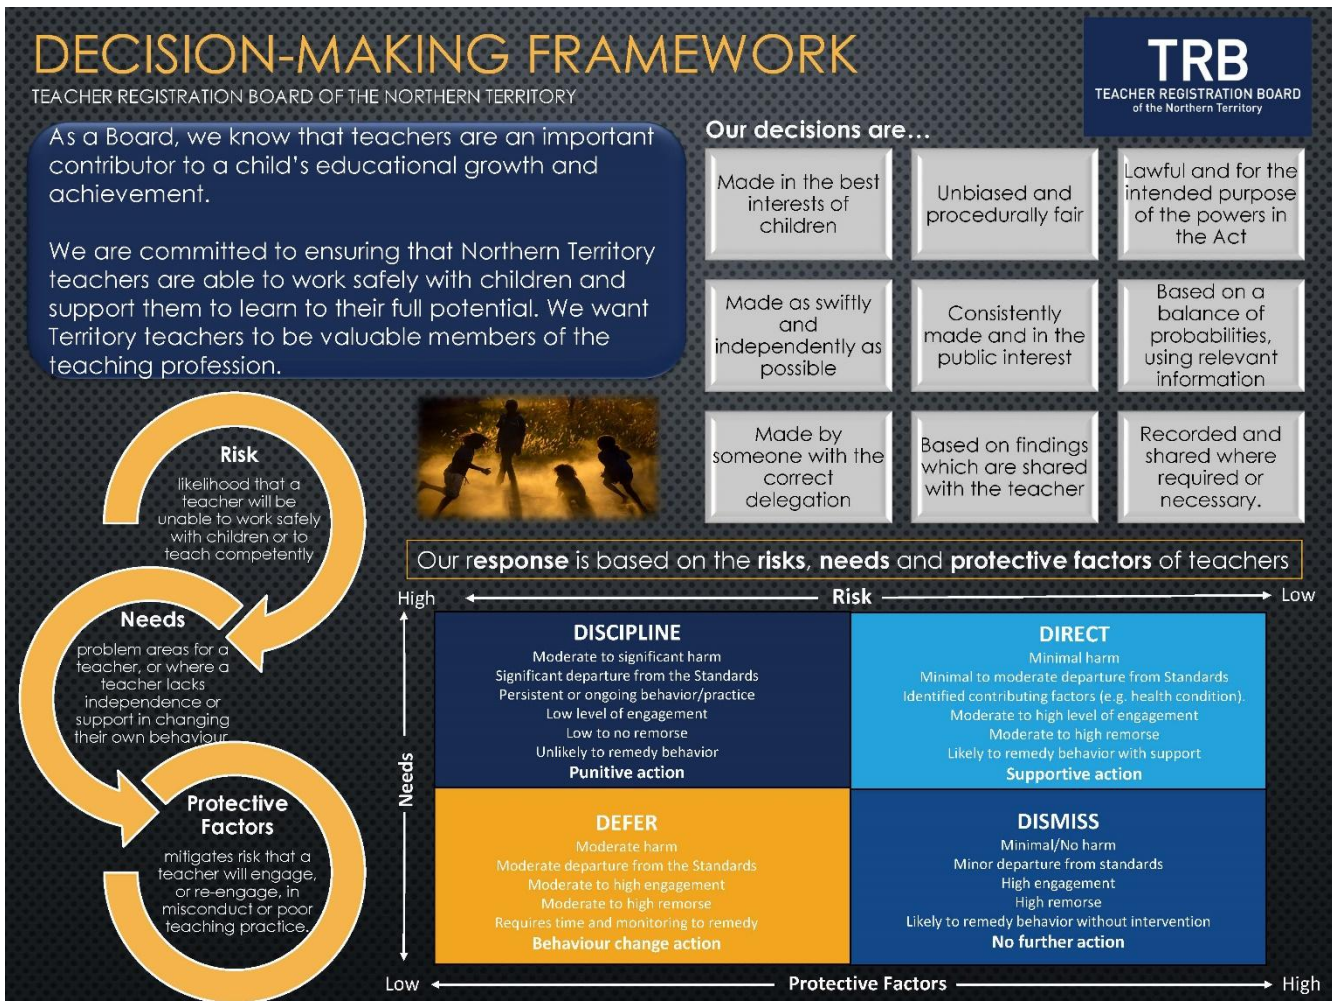 DECISION-MAKING FRAMEWORK
TEACHER REGISTRATION BOARD OF THE NORTHERN TERRITORY
TRB
TEACHER REGISTRATION BOARD
of the Northern Territory
As a Board, we know that teachers are an important
contributor to a child's educational growth and
achievement.
We are committed to ensuring that Northern Territory
teachers are able to work safely with children and
support them to learn to their full potential. We want
Territory teachers to be valuable members of the
teaching profession.
Our decisions are...
Made in the best
interests of
children
Unbiased and
procedurally fair
Lawful and for the
intended purpose
of the powers in
the Act
Made as swiftly
and
independently as
possible
Consistently
made and in the
public interest
Based on a
balance of
probabilities,
using relevant
information
Made by
someone with the
correct
delegation
Based on findings
which are shared
with the teacher
Recorded and
shared where
required or
necessary.
Risk
likelihood that a
teacher will be
unable to work safely
with children or to
teach competently
Needs
problem areas for a
teacher, or where a
teacher lacks
independence or
support in changing
their own behaviour
Protective
Factors
mitigates risk that a
teacher will engage,
or re-engage, in
misconduct or poor
teaching practice.
Our response is based on the risks, needs and protective factors of teachers
High
Risk
Low
Needs
DISCIPLINE
Moderate to significant harm
Significant departure from the Standards
Persistent or ongoing behavior/practice
Low level of engagement
Low to no remorse
Unlikely to remedy behavior
Punitive action
DIRECT
Minimal harm
Minimal to moderate departure from Standards
Identified contributing factors (e.g. health condition).
Moderate to high level of engagement
Moderate to high remorse
Likely to remedy behavior with support
Supportive action
DEFER
Moderate harm
Moderate departure from the Standards
Moderate to high engagement
Moderate to high remorse
Requires time and monitoring to remedy
Behaviour change action
DISMISS
Minimal/No harm
Minor departure from standards
High engagement
High remorse
Likely to remedy behavior without intervention
No further action
Low
Protective Factors
High